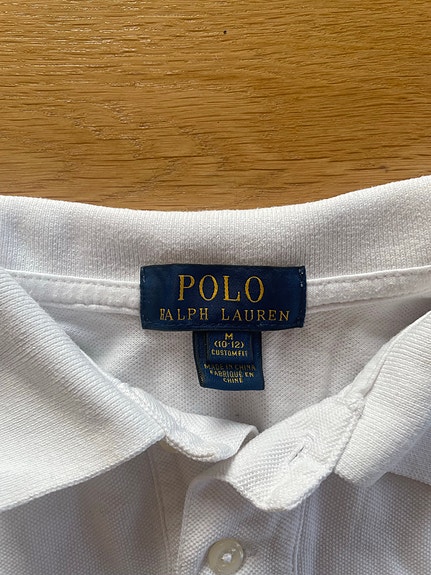 POLO
RALPH LAUREN
M
(10-12)
CUSTOM FIT
MADE IN CHINA
FABRIQUÉ EN
CHINE